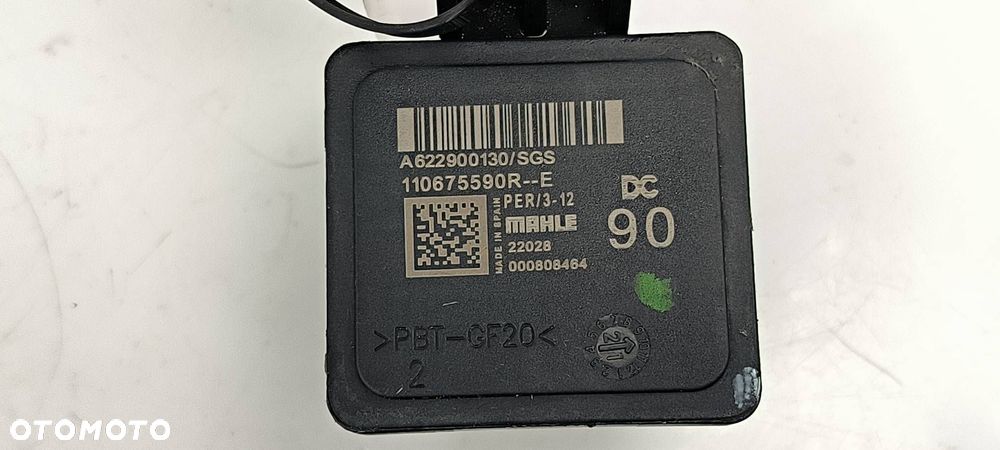 A622900130/SGS
110675590R--E
MADE IN SPAIN
PER/3-12
MAHLE
22028
000808464
DC
90
>PBT-GF20<
2
OTOMOTO